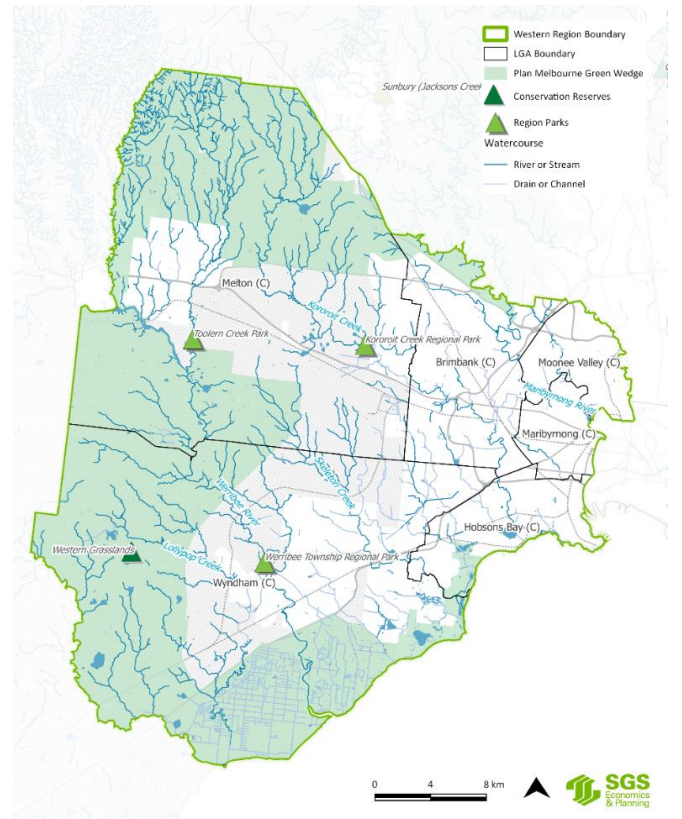 Western Region Boundary
LGA Boundary
Plan Melbourne Green Wedge
Conservation Reserves
Region Parks
Watercourse
River or Stream
Drain or Channel
Sunbury (Jacksons Creek
Melton (C)
Kororoit Creek
Toolern Creek Park
Kororoit Creek Regional Park
Brimbank (C)
Moonee Valley (C)
Maribyrnong River
Maribyrnong (C)
Skeleton Creek
Werribee River
Hobsons Bay (C)
Western Grasslands
Lollypop Creek
Werribee Township Regional Park
Wyndham (C)
0 4 8 km
SGS
Economics
& Planning